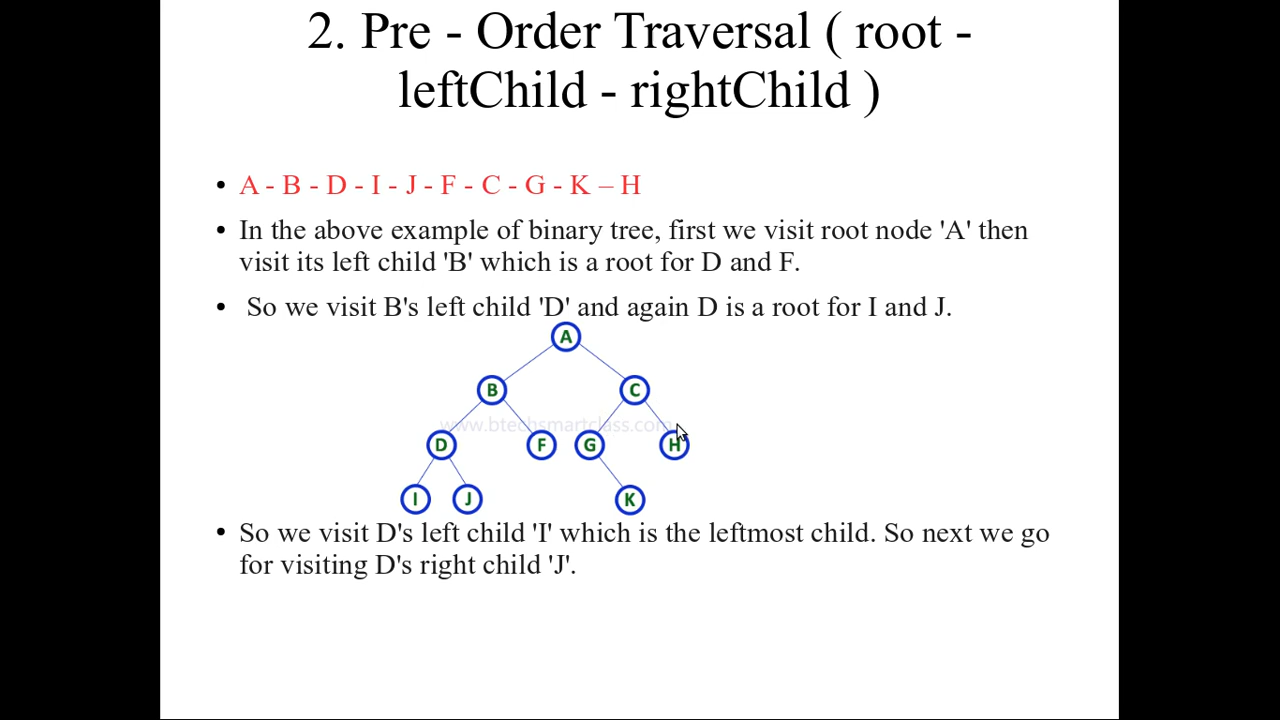 2. Pre - Order Traversal ( root -
leftChild - rightChild )
• A - B - D - I - J - F - C - G - K – H
• In the above example of binary tree, first we visit root node 'A' then
visit its left child 'B' which is a root for D and F.
• So we visit B's left child 'D' and again D is a root for I and J.
A
B C
www.btechsmartclass.com
D F G H
I J K
• So we visit D's left child 'I' which is the leftmost child. So next we go
for visiting D's right child 'J'.